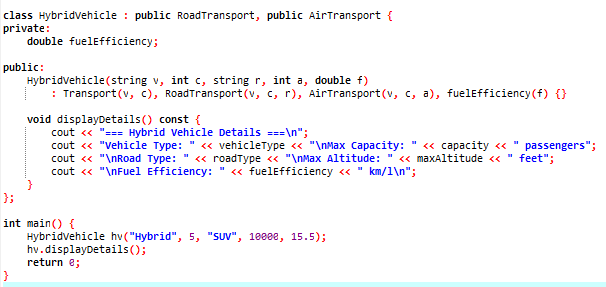 class HybridVehicle : public RoadTransport, public AirTransport {
private:
    double fuelEfficiency;

public:
    HybridVehicle(string v, int c, string r, int a, double f)
        : Transport(v, c), RoadTransport(v, c, r), AirTransport(v, c, a), fuelEfficiency(f) {}

    void displayDetails() const {
        cout << "=== Hybrid Vehicle Details ===\n";
        cout << "Vehicle Type: " << vehicleType << "\nMax Capacity: " << capacity << " passengers";
        cout << "\nRoad Type: " << roadType << "\nMax Altitude: " << maxAltitude << " feet";
        cout << "\nFuel Efficiency: " << fuelEfficiency << " km/l\n";
    }
};

int main() {
    HybridVehicle hv("Hybrid", 5, "SUV", 10000, 15.5);
    hv.displayDetails();
    return 0;
}